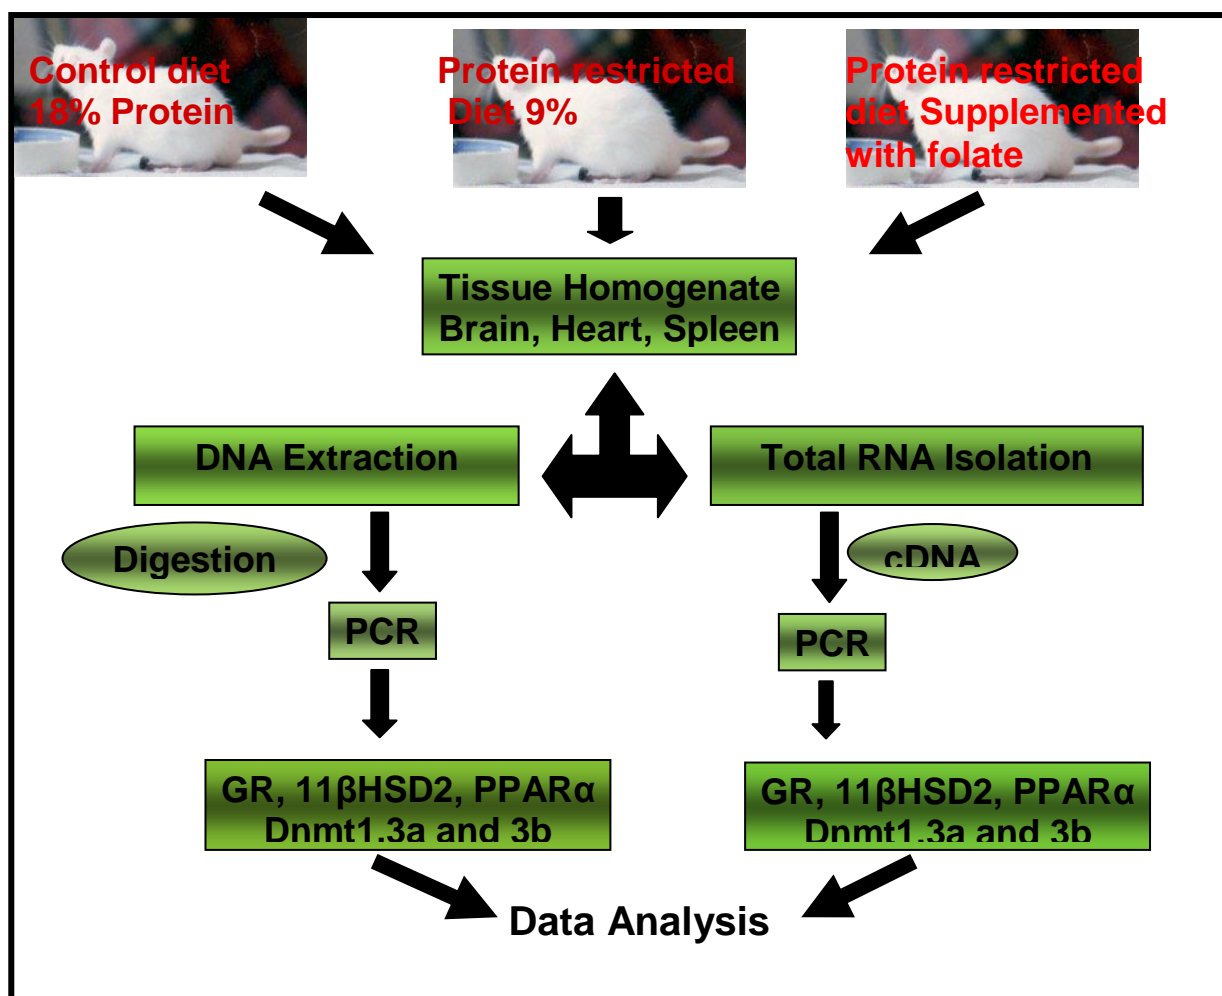 Control diet
18% Protein
Protein restricted
Diet 9%
Protein restricted
diet Supplemented
with folate
Tissue Homogenate
Brain, Heart, Spleen
DNA Extraction
Total RNA Isolation
Digestion
cDNA
PCR
PCR
GR, 11βHSD2, PPARα
Dnmt1,3a and 3b
GR, 11βHSD2, PPARα
Dnmt1,3a and 3b
Data Analysis